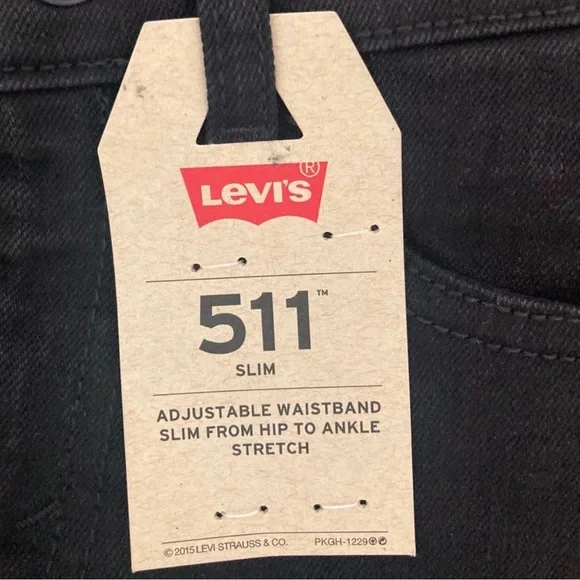 LEVI'S ®
511™
SLIM
ADJUSTABLE WAISTBAND
SLIM FROM HIP TO ANKLE
STRETCH
©2015 LEVI STRAUSS & CO. PKGH-1229